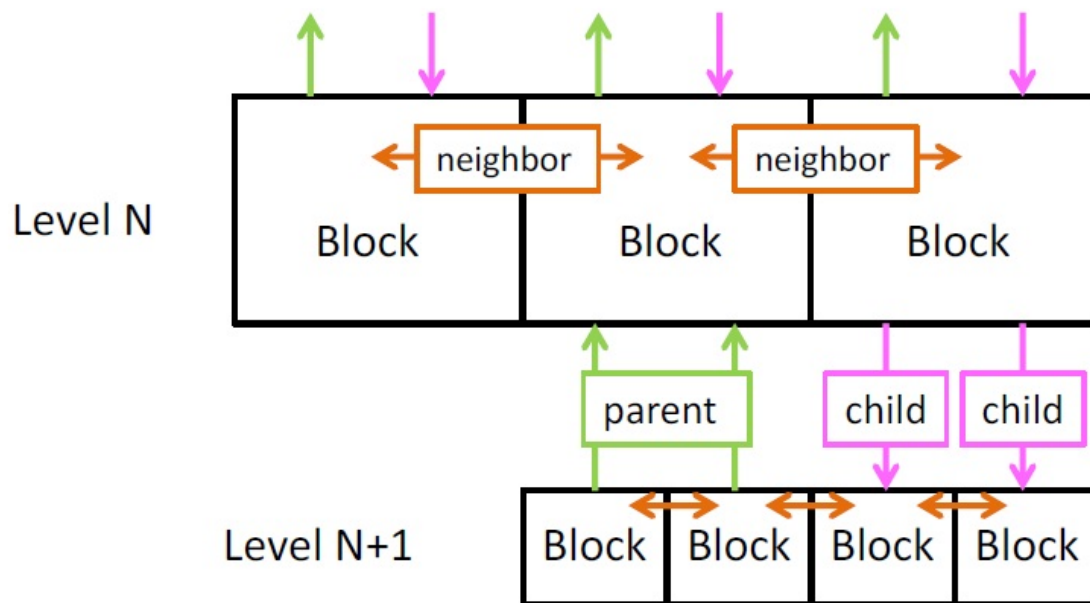 neighbor neighbor
Level N
Block Block Block
parent child child
Level N+1
Block Block Block Block